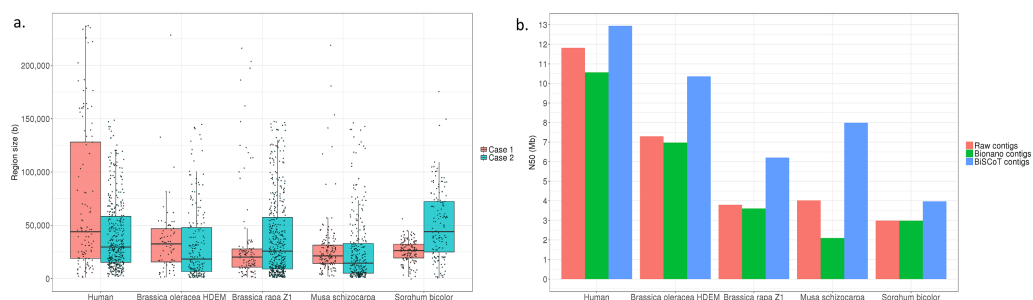 a.
Region size (b)
200,000
150,000
100,000
50,000
0
Human
Brassica oleracea HDEM
Brassica rapa Z1
Musa schizocarpa
Sorghum bicolor
Case 1
Case 2
b.
N50 (Mb)
13
12
11
10
9
8
7
6
5
4
3
2
1
0
Human
Brassica oleracea HDEM
Brassica rapa Z1
Musa schizocarpa
Sorghum bicolor
Raw contigs
Bionano contigs
BiSCoT contigs